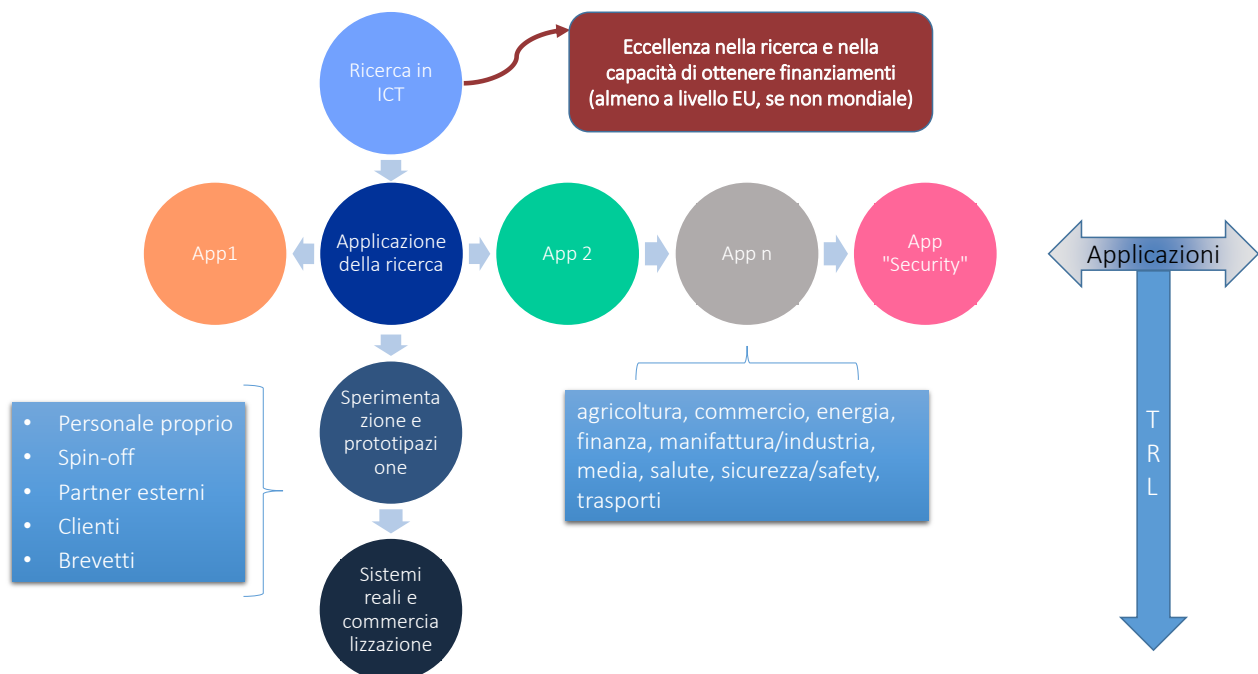 Ricerca in
ICT
Eccellenza nella ricerca e nella
capacità di ottenere finanziamenti
(almeno a livello EU, se non mondiale)
App1
Applicazione
della ricerca
App 2
App n
App
"Security"
Applicazioni
Sperimenta
zione e
prototipazi
one
• Personale proprio
• Spin-off
• Partner esterni
• Clienti
• Brevetti
agricoltura, commercio, energia,
finanza, manifattura/industria,
media, salute, sicurezza/safety,
trasporti
T
R
L
Sistemi
reali e
commercia
lizzazione